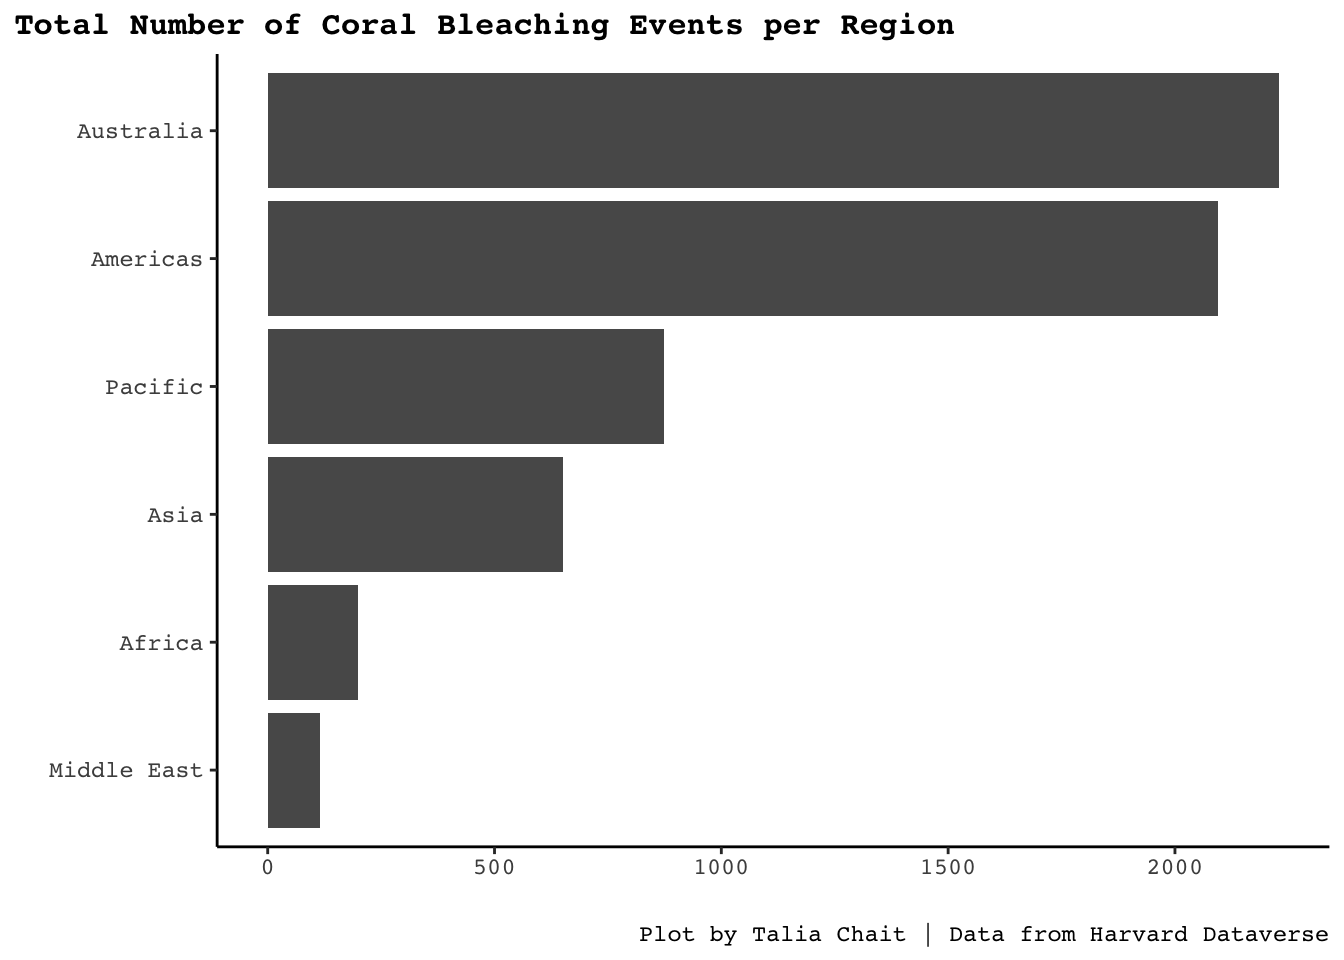 Total Number of Coral Bleaching Events per Region
Australia
Americas
Pacific
Asia
Africa
Middle East
0 500 1000 1500 2000
Plot by Talia Chait | Data from Harvard Dataverse